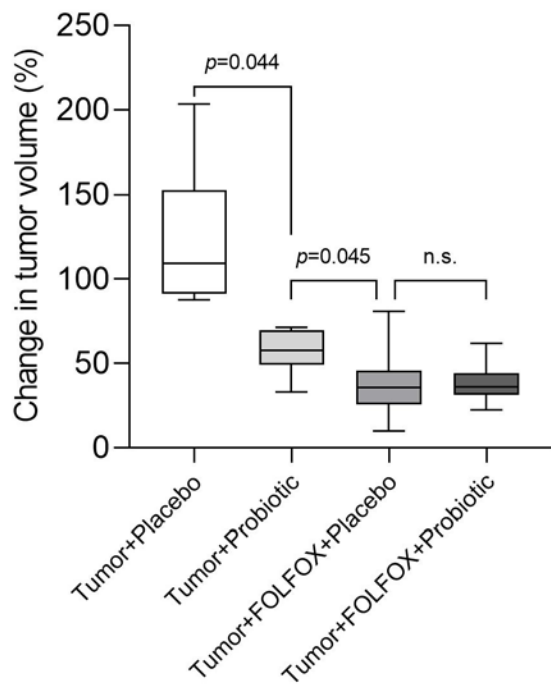 Change in tumor volume (%)
250
200
150
100
50
0
p=0.044
p=0.045
n.s.
Tumor+Placebo
Tumor+Probiotic
Tumor+FOLFOX+Placebo
Tumor+FOLFOX+Probiotic